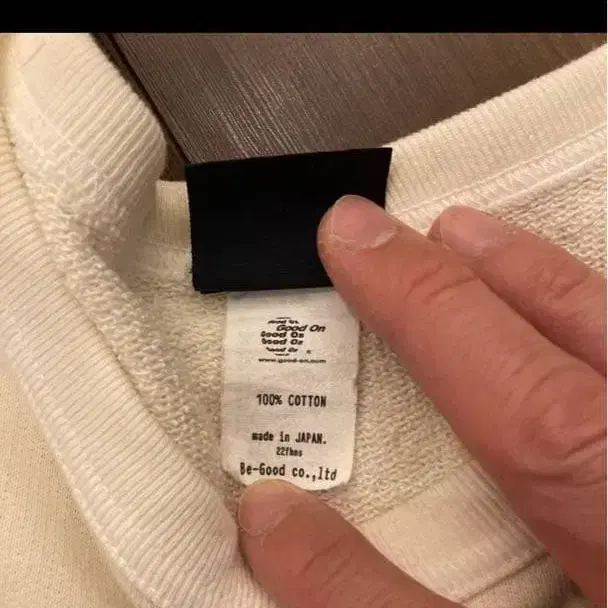 Good On
Good On
Good On
www.good-on.com
100% COTTON
made in JAPAN.
22fhms
Be-Good co.,ltd